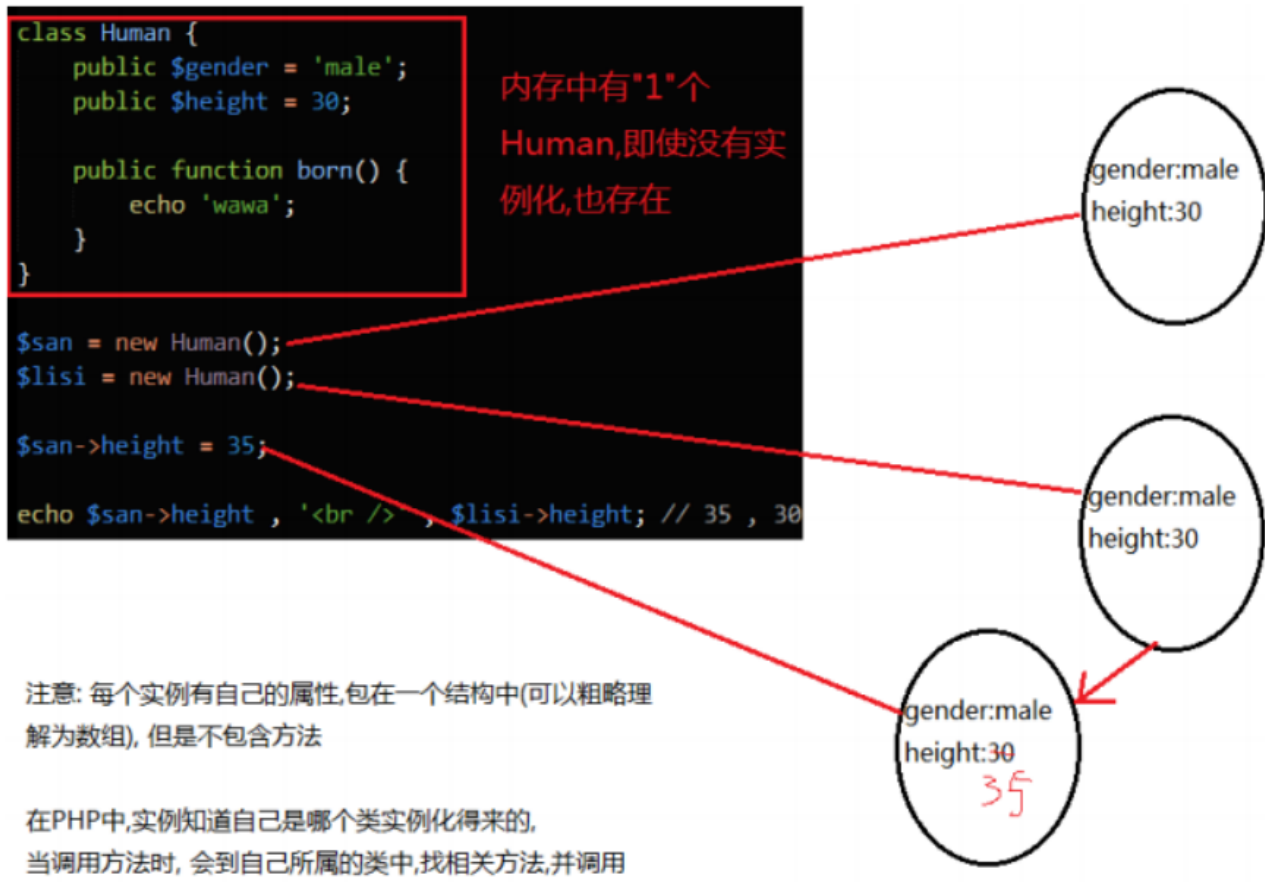 class Human {
public $gender = 'male';
public $height = 30;
public function born() {
echo 'wawa';
}
}
内存中有"1"个
Human,即使没有实
例化,也存在
$san = new Human();
$lisi = new Human();
$san->height = 35;
echo $san->height , '<br />' , $lisi->height; // 35 , 30
gender:male
height:30
gender:male
height:30
gender:male
height:30
35
注意: 每个实例有自己的属性,包在一个结构中(可以粗略理
解为数组), 但是不包含方法
在PHP中,实例知道自己是哪个类实例化得来的,
当调用方法时, 会到自己所属的类中,找相关方法,并调用